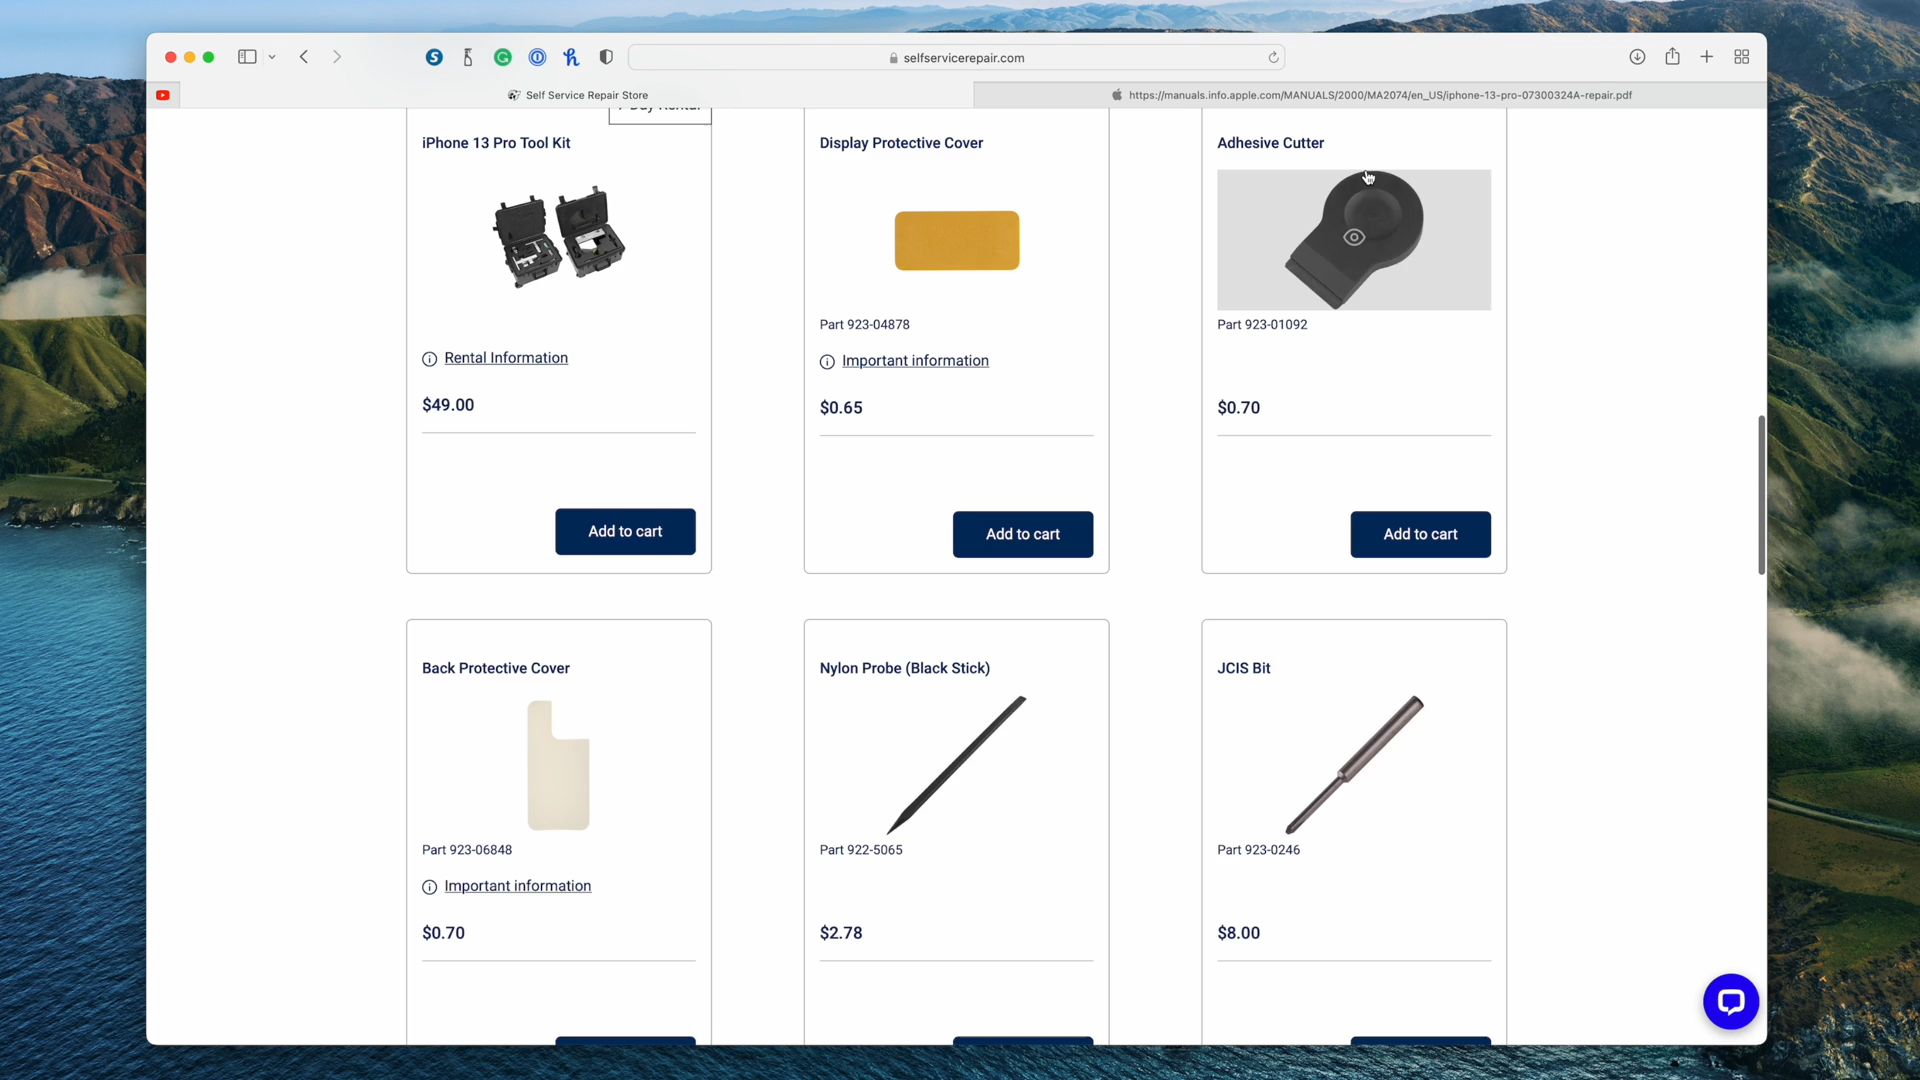 selfservicerepair.com
Self Service Repair Store
https://manuals.info.apple.com/MANUALS/2000/MA2074/en_US/iphone-13-pro-07300324A-repair.pdf
7 Day Rental
iPhone 13 Pro Tool Kit
Rental Information
$49.00
Add to cart
Display Protective Cover
Part 923-04878
Important information
$0.65
Add to cart
Adhesive Cutter
Part 923-01092
$0.70
Add to cart
Back Protective Cover
Part 923-06848
Important information
$0.70
Nylon Probe (Black Stick)
Part 922-5065
$2.78
JCIS Bit
Part 923-0246
$8.00